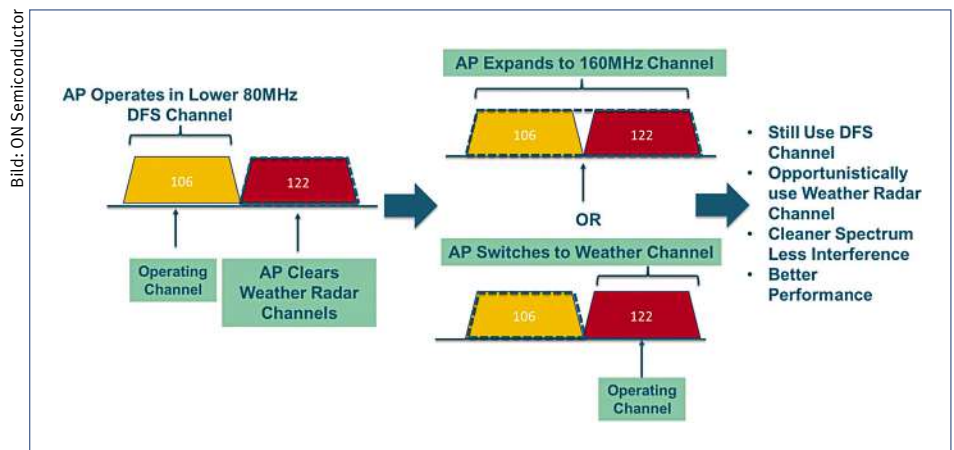 Bild: ON Semiconductor
AP Operates in Lower 80MHz
DFS Channel
106
122
Operating
Channel
AP Clears
Weather Radar
Channels
AP Expands to 160MHz Channel
106
122
OR
AP Switches to Weather Channel
106
122
Operating
Channel
• Still Use DFS
Channel
• Opportunistically
use Weather Radar
Channel
• Cleaner Spectrum
Less Interference
• Better
Performance